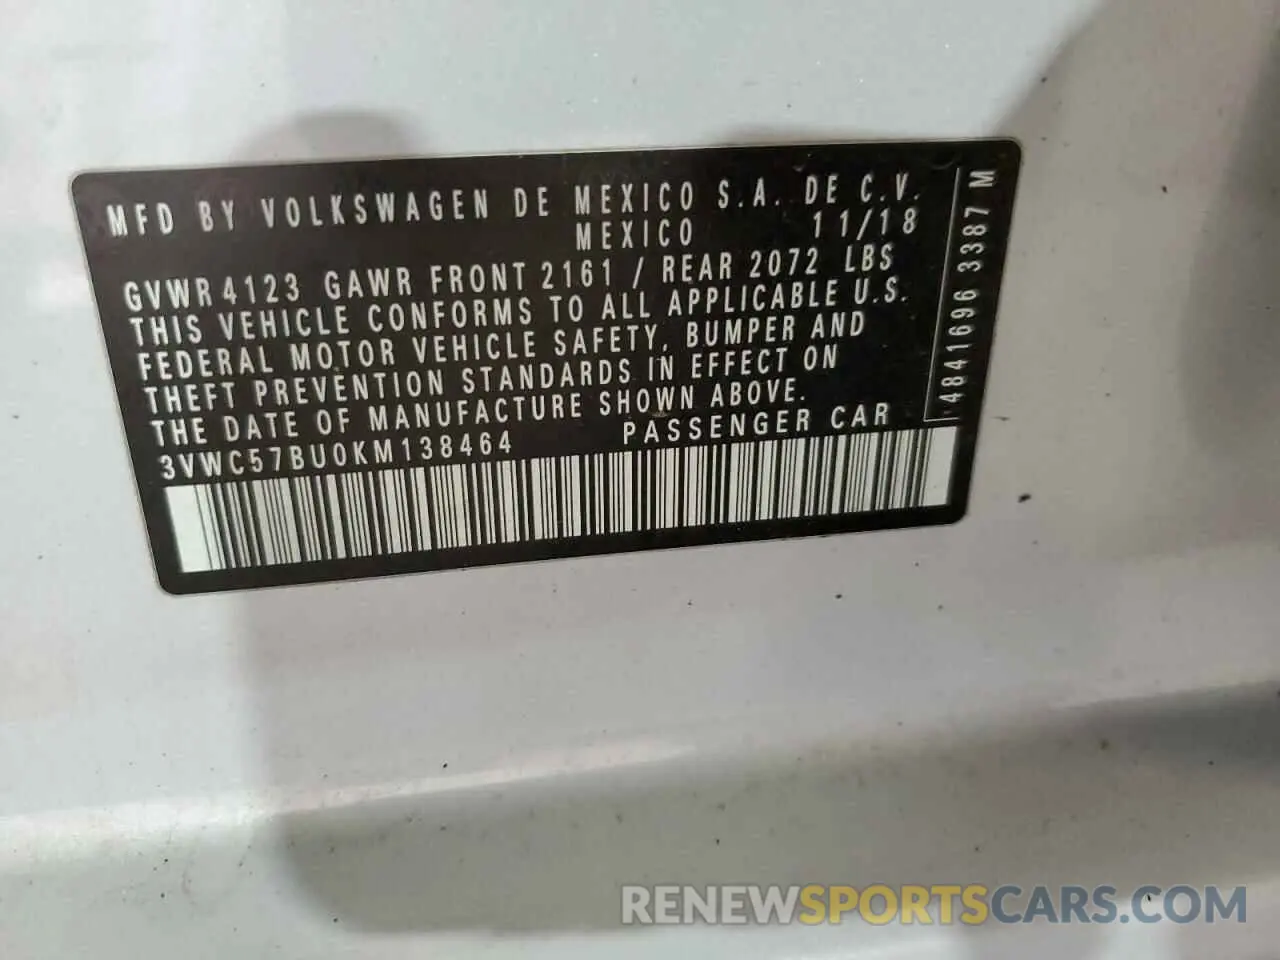 MFD BY VOLKSWAGEN DE MEXICO S.A. DE C.V.
MEXICO 11/18
GVWR 4123 GAWR FRONT 2161 / REAR 2072 LBS
THIS VEHICLE CONFORMS TO ALL APPLICABLE U.S.
FEDERAL MOTOR VEHICLE SAFETY, BUMPER AND
THEFT PREVENTION STANDARDS IN EFFECT ON
THE DATE OF MANUFACTURE SHOWN ABOVE.
3VWC57BU0KM138464 PASSENGER CAR
4841696 3387 M
RENEWSPORTSCARS.COM